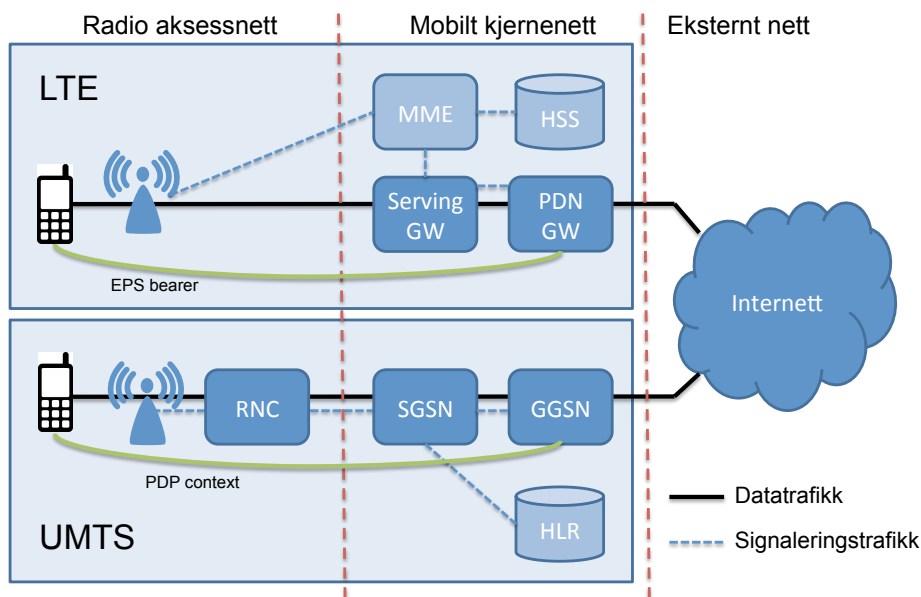 Radio aksessnett
Mobilt kjernenett
Eksternt nett
LTE
MME
HSS
Serving
GW
PDN
GW
EPS bearer
Internett
RNC
SGSN
GGSN
PDP context
HLR
UMTS
Datatrafikk
Signaleringstrafikk